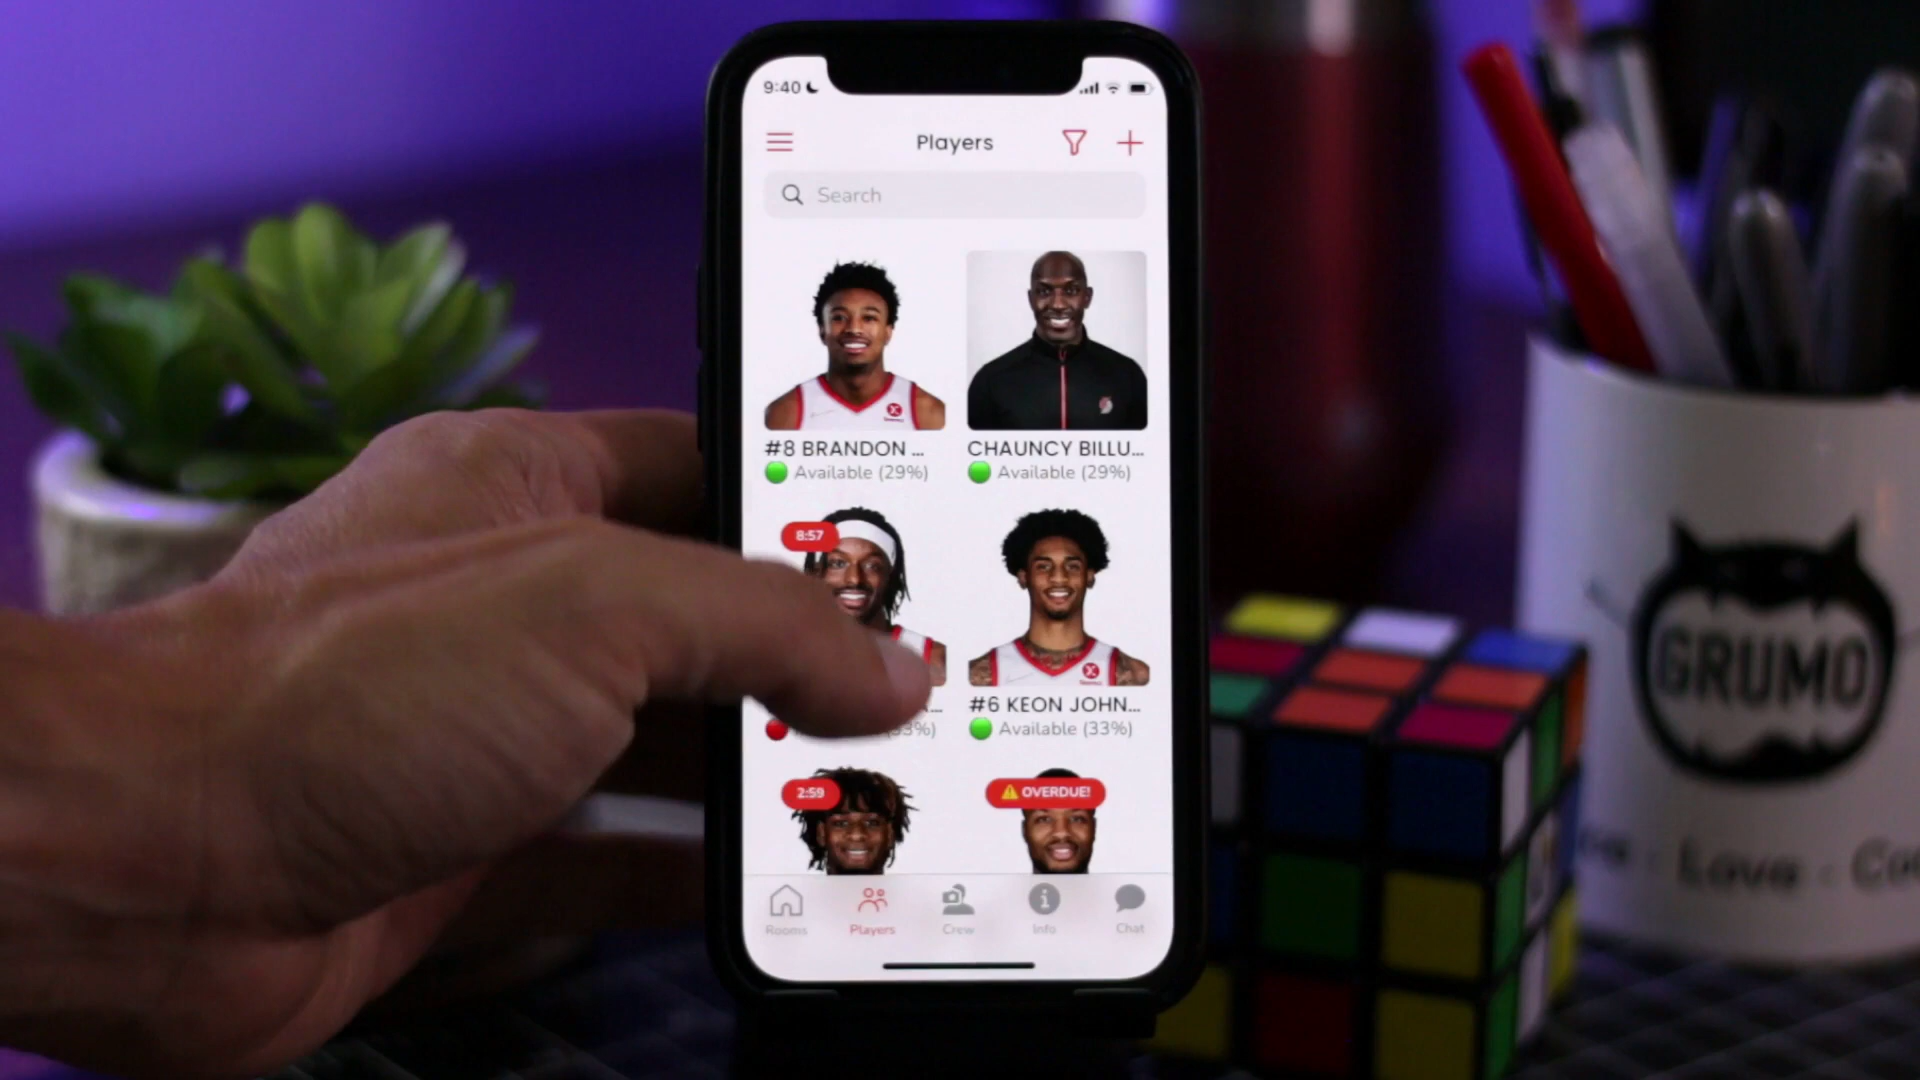 9:40
Players
Search
#8 BRANDON ...
CHAUNCY BILLU...
Available (29%)
Available (29%)
8:57
#6 KEON JOHN...
Available (33%)
2:59
OVERDUE!
Rooms
Players
Crew
Info
Chat
GRUMO
Love